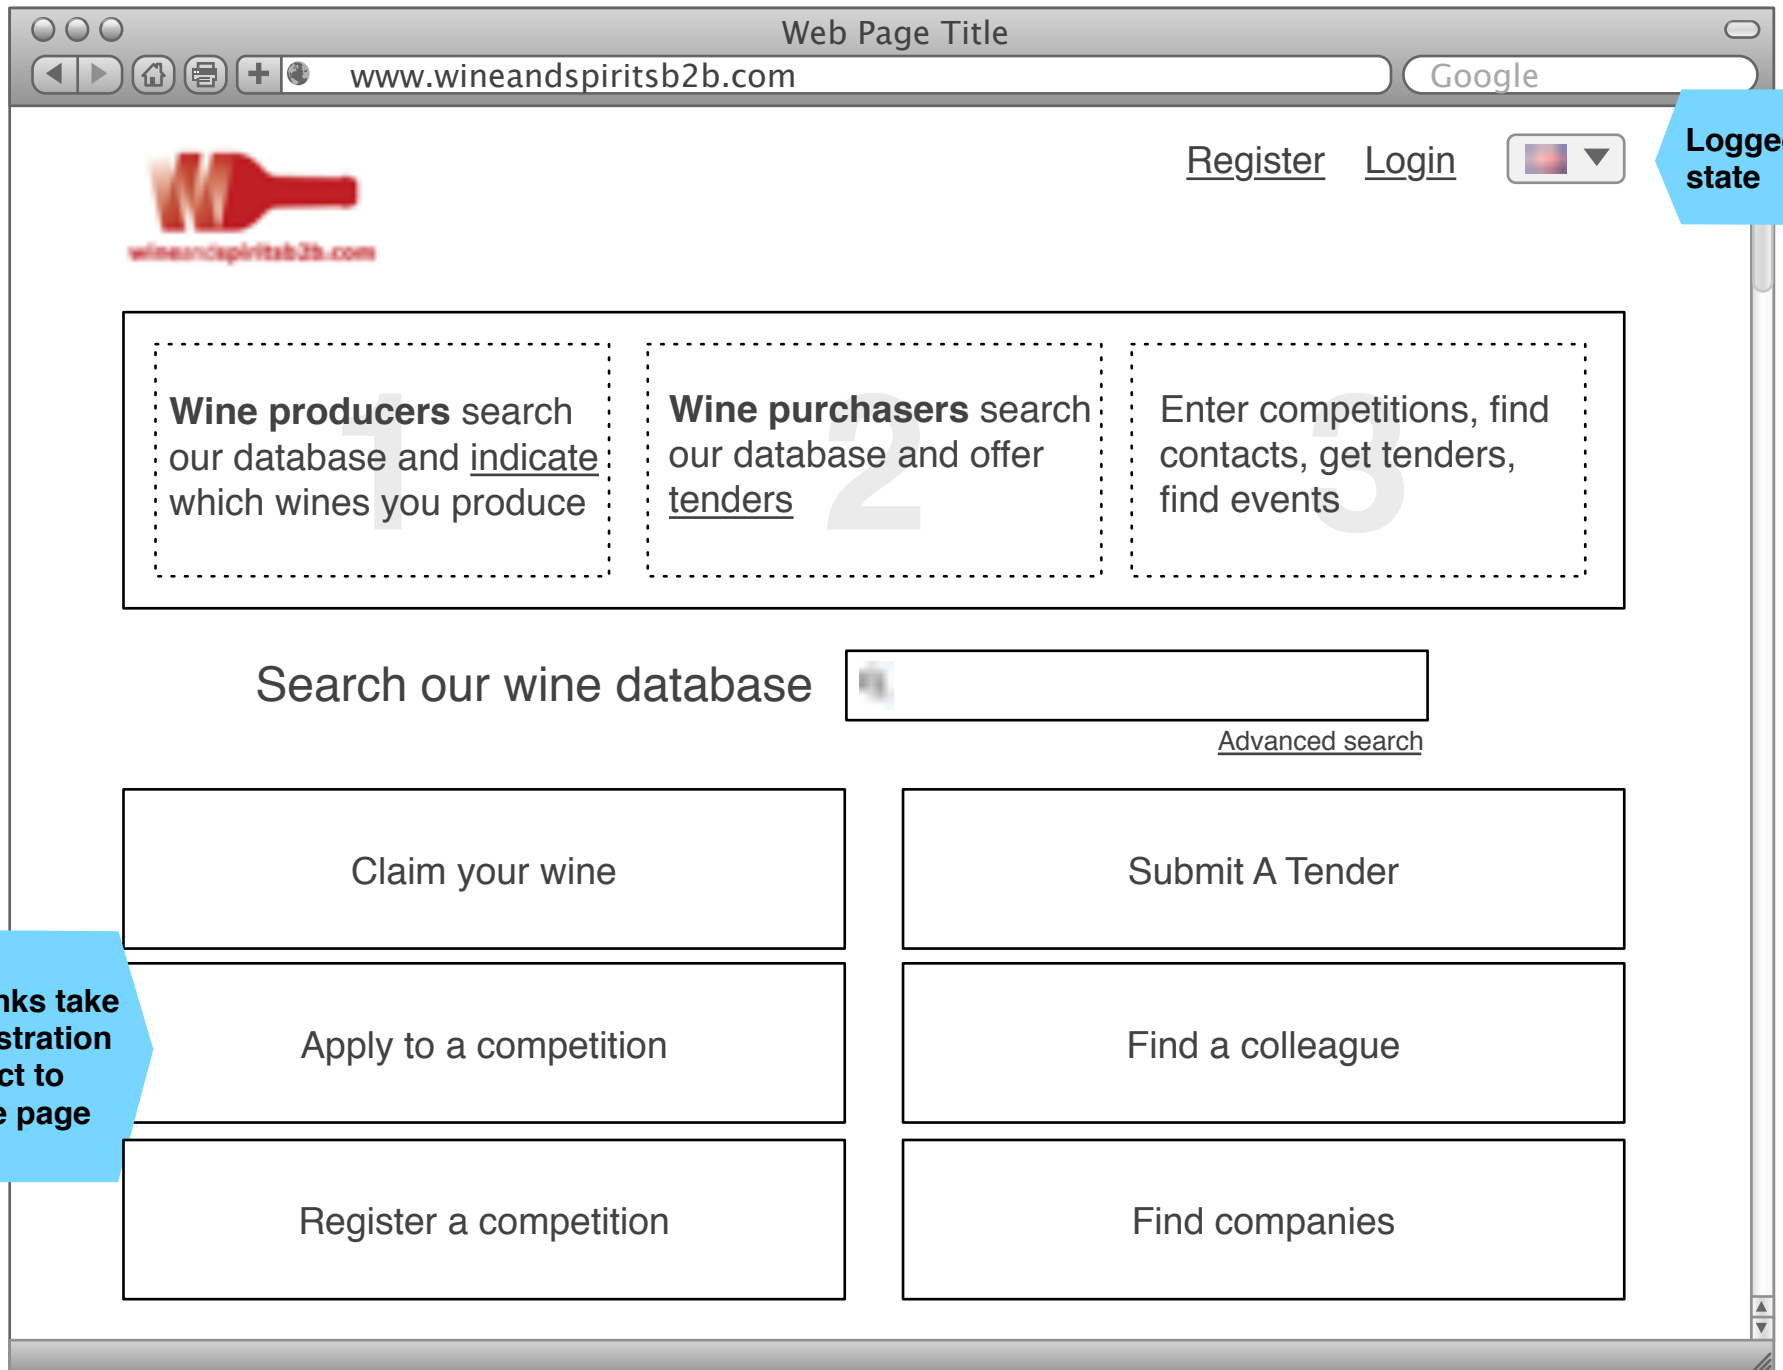 Web Page Title
www.wineandspiritsb2b.com
Google
Register Login
Logge
state
wineandspiritsb2b.com
1
Wine producers search
our database and indicate
which wines you produce
2
Wine purchasers search
our database and offer
tenders
3
Enter competitions, find
contacts, get tenders,
find events
Search our wine database
Advanced search
Claim your wine
Submit A Tender
nks take
stration
ct to
e page
Apply to a competition
Find a colleague
Register a competition
Find companies